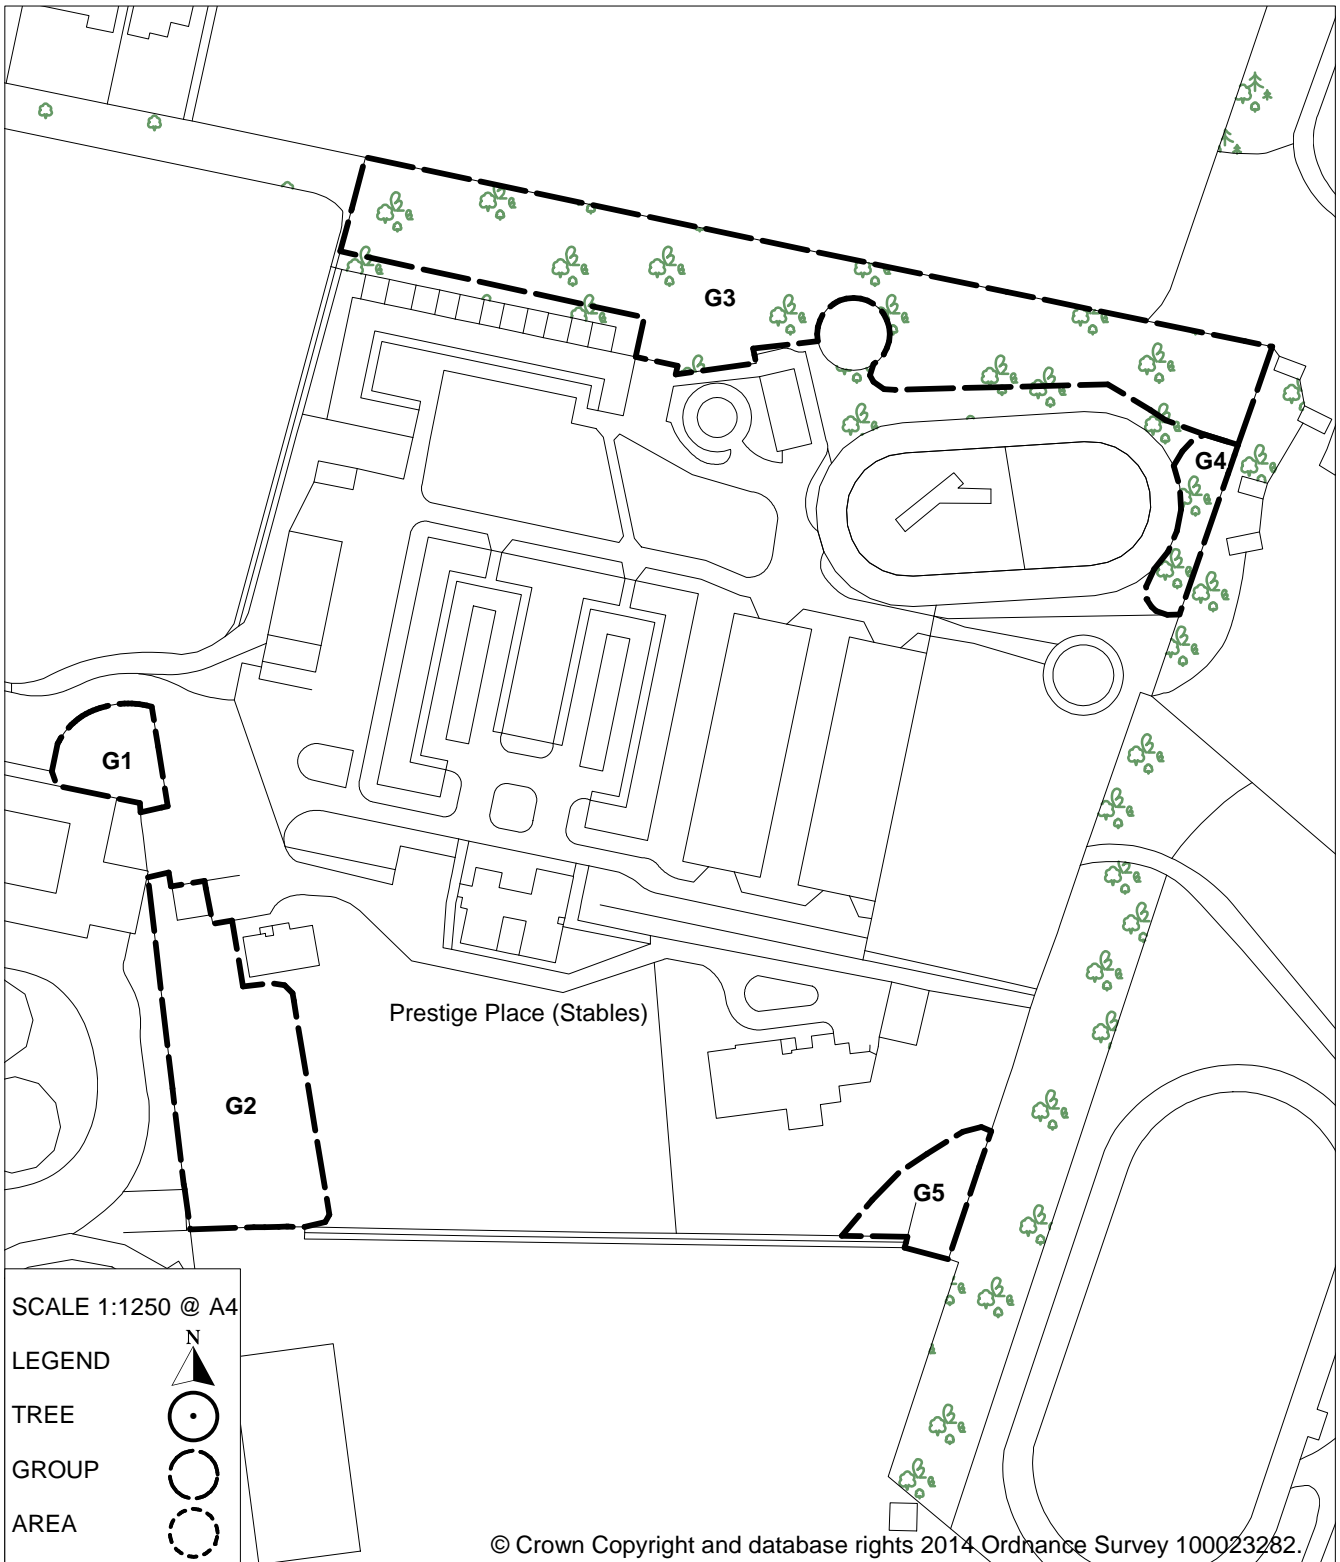 G3
G4
G1
Prestige Place (Stables)
G2
G5
SCALE 1:1250 @ A4
N
LEGEND
TREE
GROUP
AREA
© Crown Copyright and database rights 2014 Ordnance Survey 100023282.